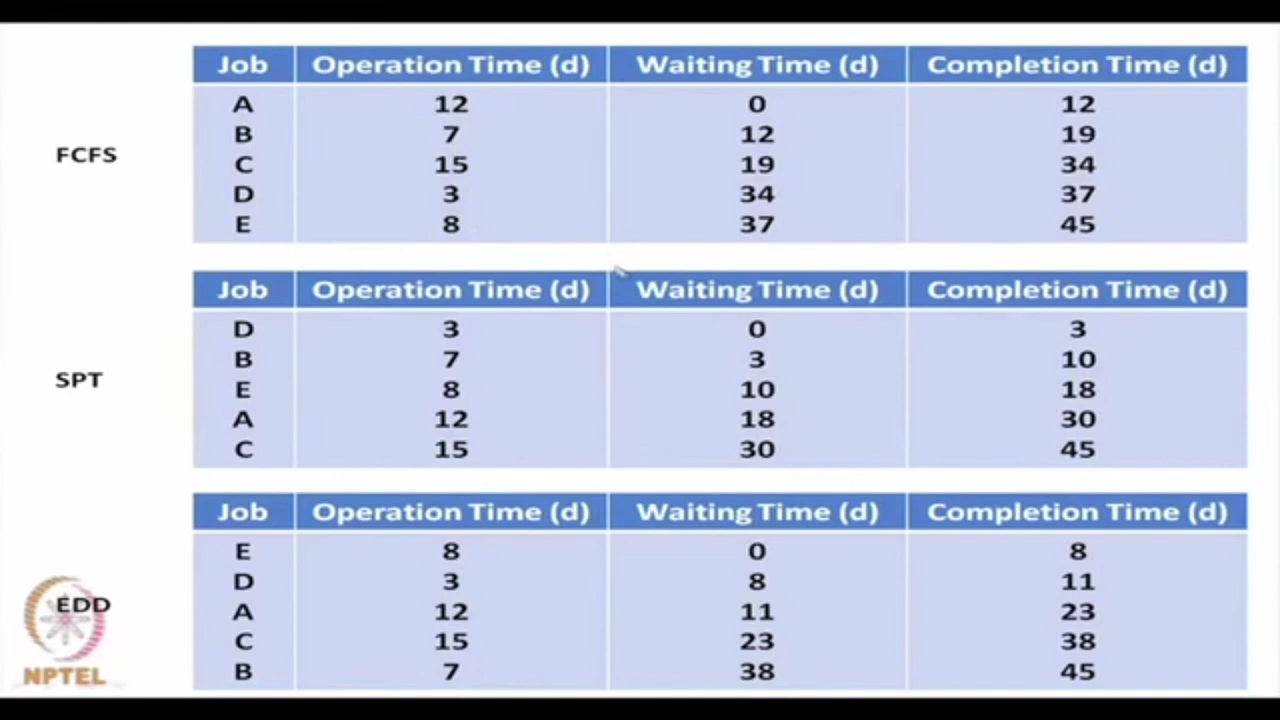 FCFS
Job Operation Time (d) Waiting Time (d) Completion Time (d)
A 12 0 12
B 7 12 19
C 15 19 34
D 3 34 37
E 8 37 45
SPT
Job Operation Time (d) Waiting Time (d) Completion Time (d)
D 3 0 3
B 7 3 10
E 8 10 18
A 12 18 30
C 15 30 45
EDD
Job Operation Time (d) Waiting Time (d) Completion Time (d)
E 8 0 8
D 3 8 11
A 12 11 23
C 15 23 38
B 7 38 45
NPTEL